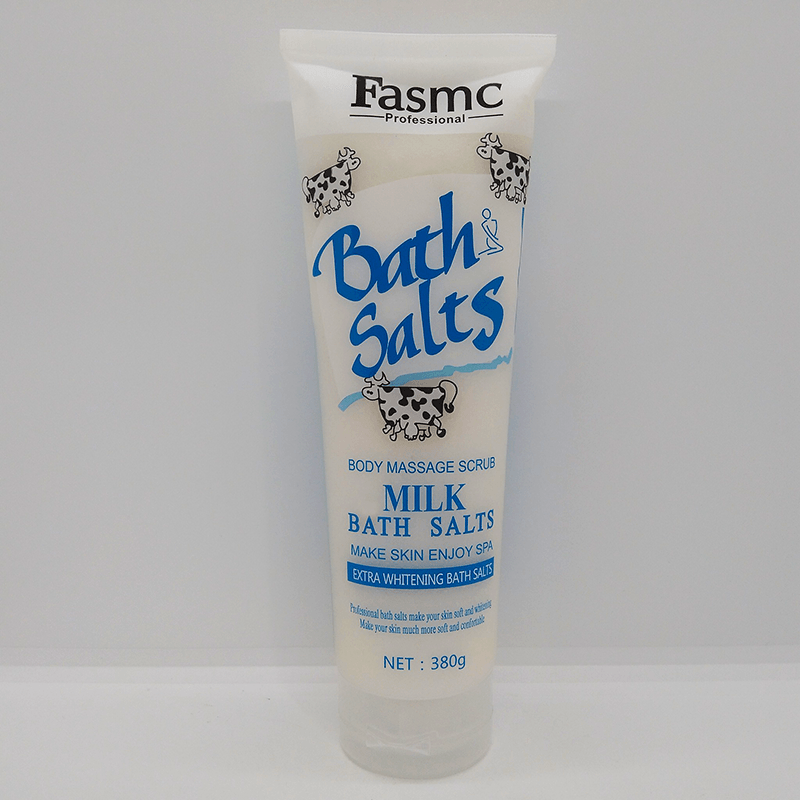 Fasmc
Professional
Bath
Salts
BODY MASSAGE SCRUB
MILK
BATH SALTS
MAKE SKIN ENJOY SPA
EXTRA WHITENING BATH SALTS
Professional bath salts make your skin soft and whitening
Make your skin much more soft and comfortable
NET : 380g